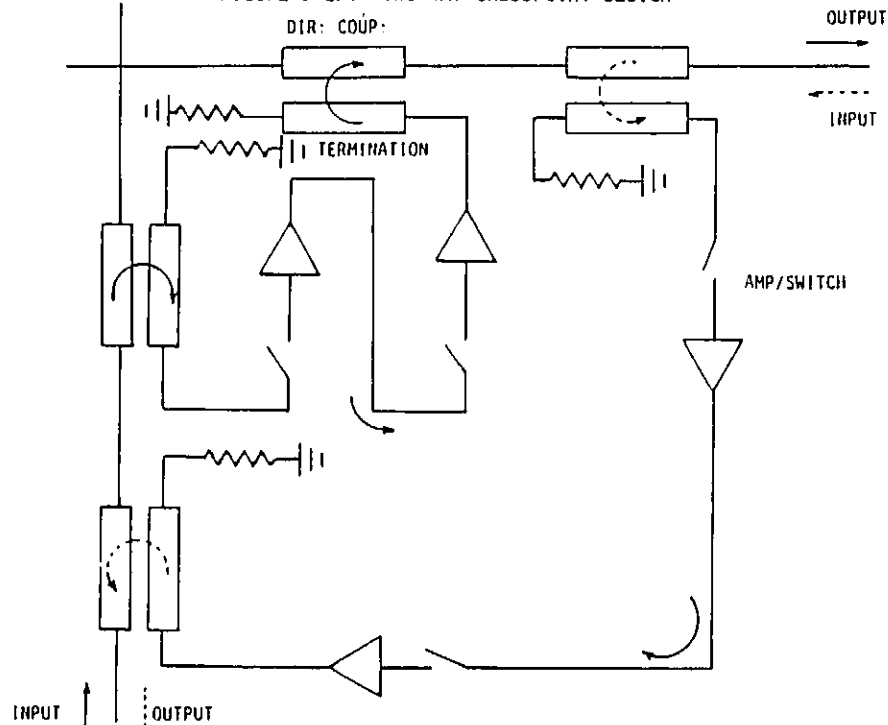 DIR: COUP:
OUTPUT
INPUT
TERMINATION
AMP/SWITCH
INPUT
OUTPUT